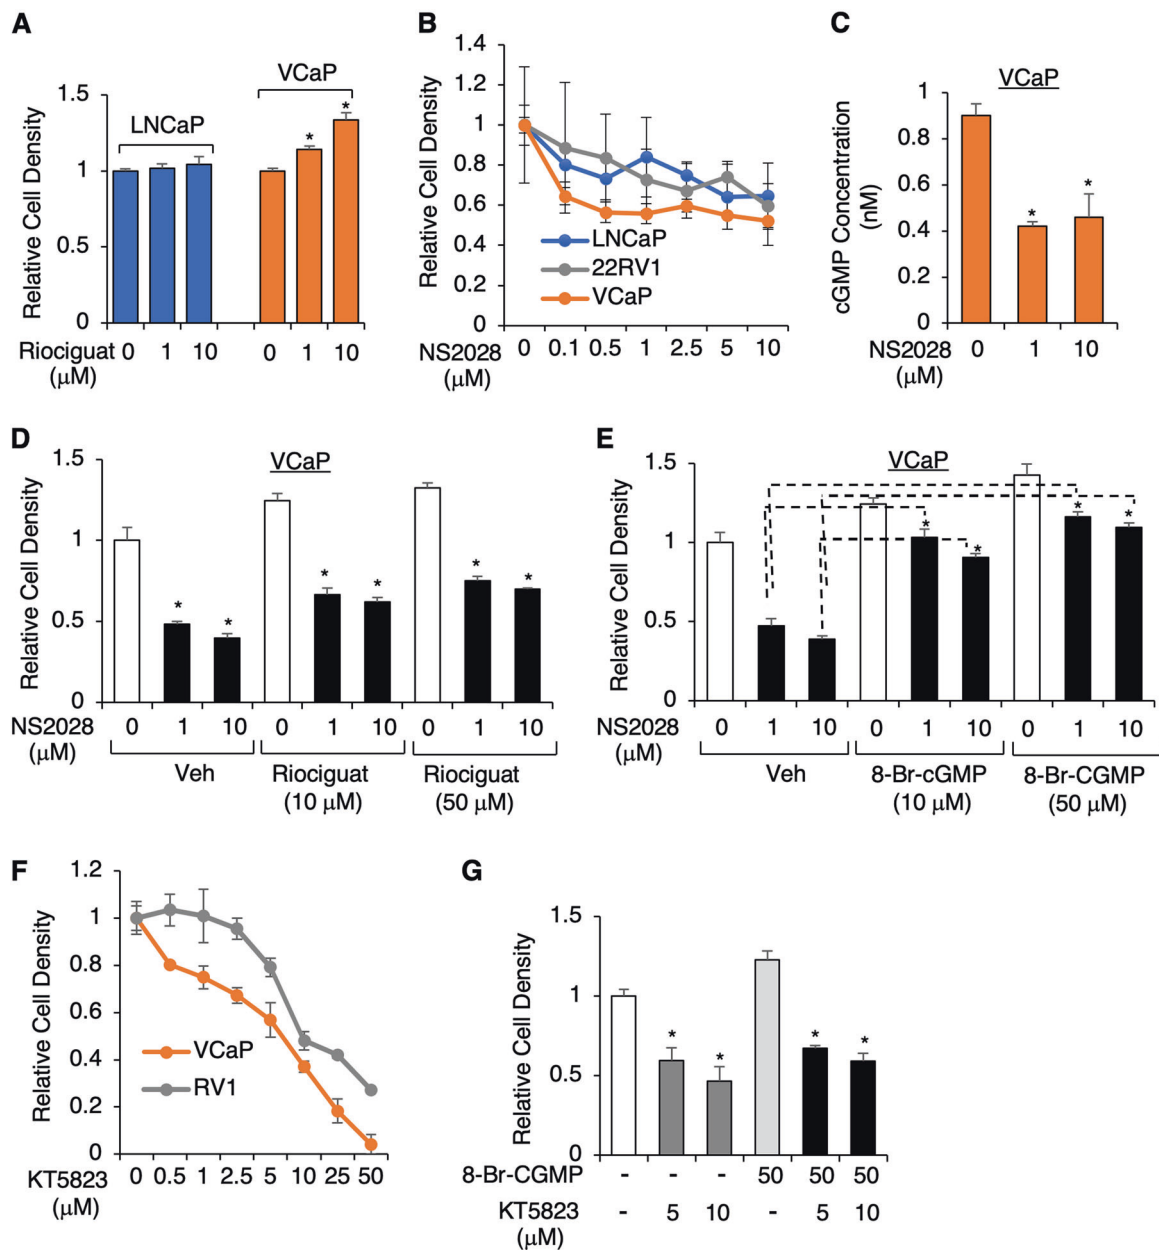 A
Relative Cell Density
1.5
1
0.5
0
LNCaP
VCaP
*
*
Riociguat
0 1 10 0 1 10
(μM)
B
Relative Cell Density
1.4
1.2
1
0.8
0.6
0.4
0.2
0
LNCaP
22RV1
VCaP
NS2028
0 0.1 0.5 1 2.5 5 10
(μM)
C
VCaP
cGMP Concentration
(nM)
1
0.8
0.6
0.4
0.2
0
*
*
NS2028
0 1 10
(μM)
D
VCaP
Relative Cell Density
1.5
1
0.5
0
* * * * * *
NS2028 0 1 10 0 1 10 0 1 10
(μM)
Veh
Riociguat
(10 μM)
Riociguat
(50 μM)
E
VCaP
Relative Cell Density
1.5
1
0.5
0
* * * *
NS2028 0 1 10 0 1 10 0 1 10
(μM)
Veh
8-Br-cGMP
(10 μM)
8-Br-CGMP
(50 μM)
F
Relative Cell Density
1.2
1
0.8
0.6
0.4
0.2
0
VCaP
RV1
KT5823 0 0.5 1 2.5 5 10 25 50
(μM)
G
Relative Cell Density
1.5
1
0.5
0
* * * *
8-Br-CGMP - - - 50 50 50
KT5823 - 5 10 - 5 10
(μM)